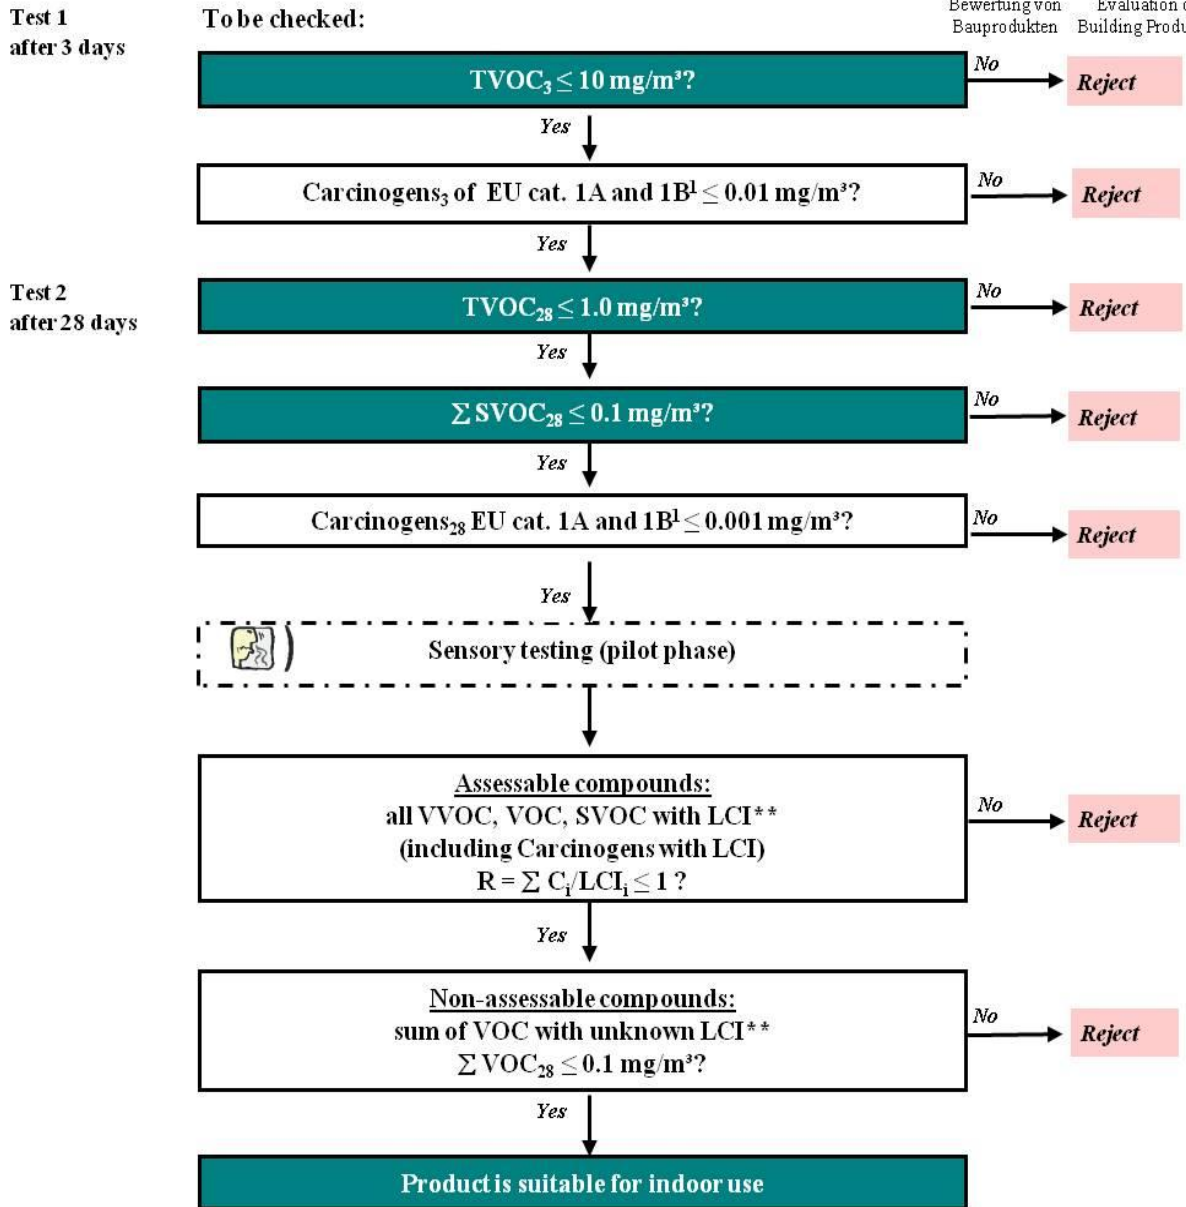 Test 1
after 3 days
To be checked:
Bewertung von
Bauprodukten
Evaluation
Building
TVOC₃ ≤ 10 mg/m³?
No
Reject
Yes
Carcinogens₃ of EU cat. 1A and 1B¹ ≤ 0.01 mg/m³?
No
Reject
Yes
Test 2
after 28 days
TVOC₂₈ ≤ 1.0 mg/m³?
No
Reject
Yes
Σ SVOC₂₈ ≤ 0.1 mg/m³?
No
Reject
Yes
Carcinogens₂₈ EU cat. 1A and 1B¹ ≤ 0.001 mg/m³?
No
Reject
Yes
Sensory testing (pilot phase)
Assessable compounds:
all VVOC, VOC, SVOC with LCI**
(including Carcinogens with LCI)
R = Σ Cᵢ/LCIᵢ ≤ 1 ?
No
Reject
Yes
Non-assessable compounds:
sum of VOC with unknown LCI**
Σ VOC₂₈ ≤ 0.1 mg/m³?
No
Reject
Yes
Product is suitable for indoor use